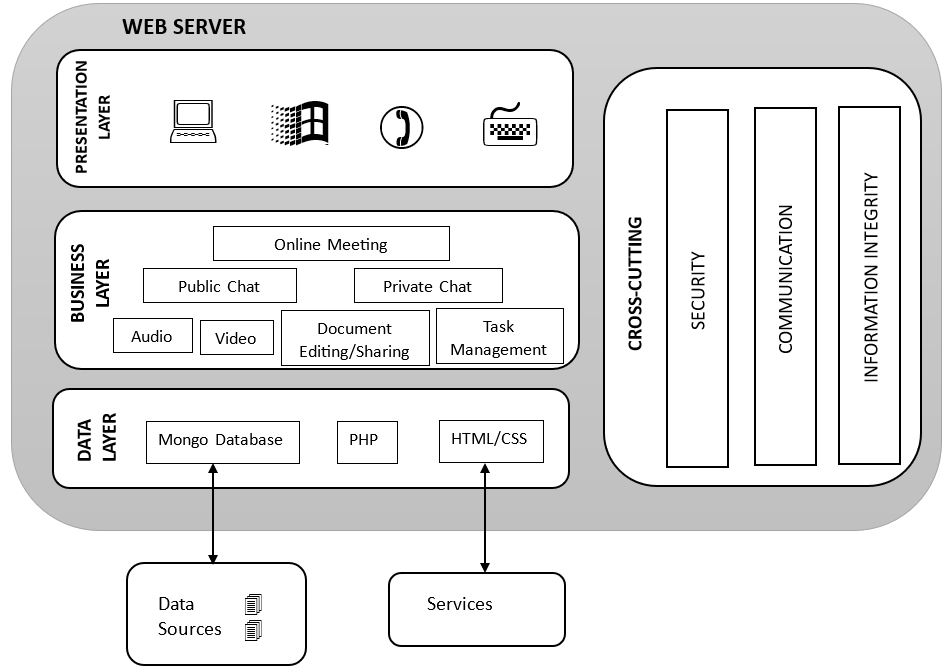 WEB SERVER
PRESENTATION
LAYER
BUSINESS
LAYER
Online Meeting
Public Chat
Private Chat
Audio
Video
Document
Editing/Sharing
Task
Management
DATA
LAYER
Mongo Database
PHP
HTML/CSS
CROSS-CUTTING
SECURITY
COMMUNICATION
INFORMATION INTEGRITY
Data
Sources
Services